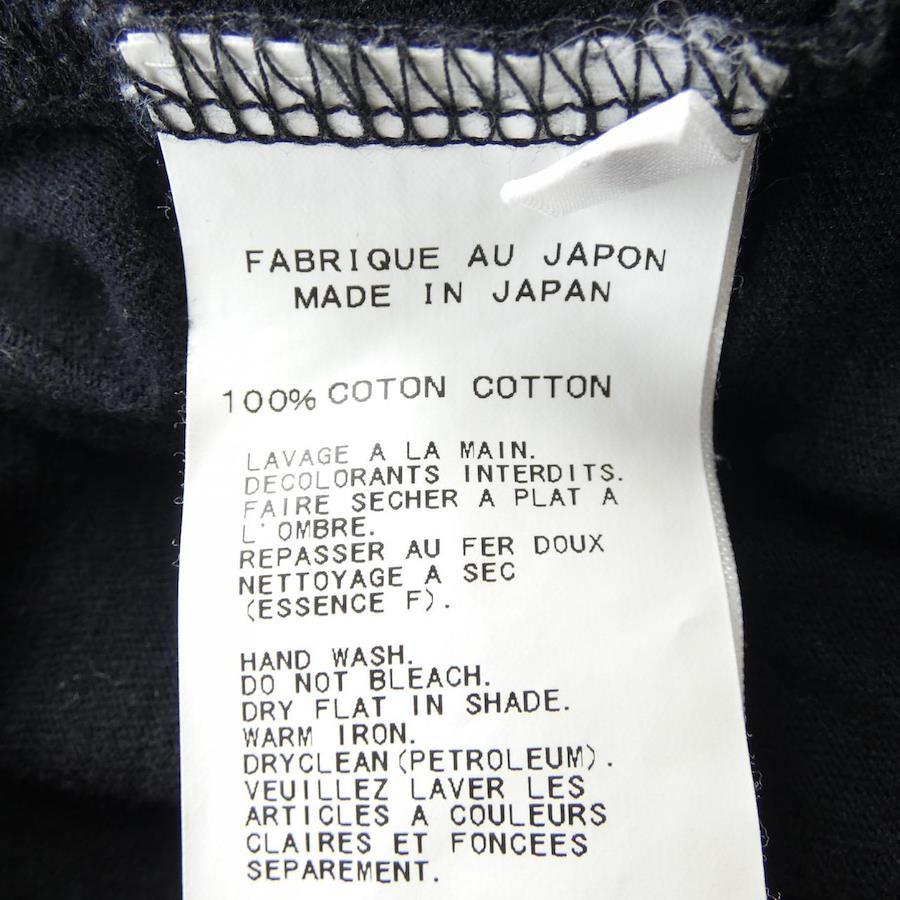 FABRIQUE AU JAPON
MADE IN JAPAN
100% COTON COTTON
LAVAGE A LA MAIN.
DECOLORANTS INTERDITS.
FAIRE SECHER A PLAT A
L'OMBRE.
REPASSER AU FER DOUX
NETTOYAGE A SEC
(ESSENCE F).
HAND WASH.
DO NOT BLEACH.
DRY FLAT IN SHADE.
WARM IRON.
DRYCLEAN(PETROLEUM).
VEUILLEZ LAVER LES
ARTICLES A COULEURS
CLAIRES ET FONCEES
SEPAREMENT.